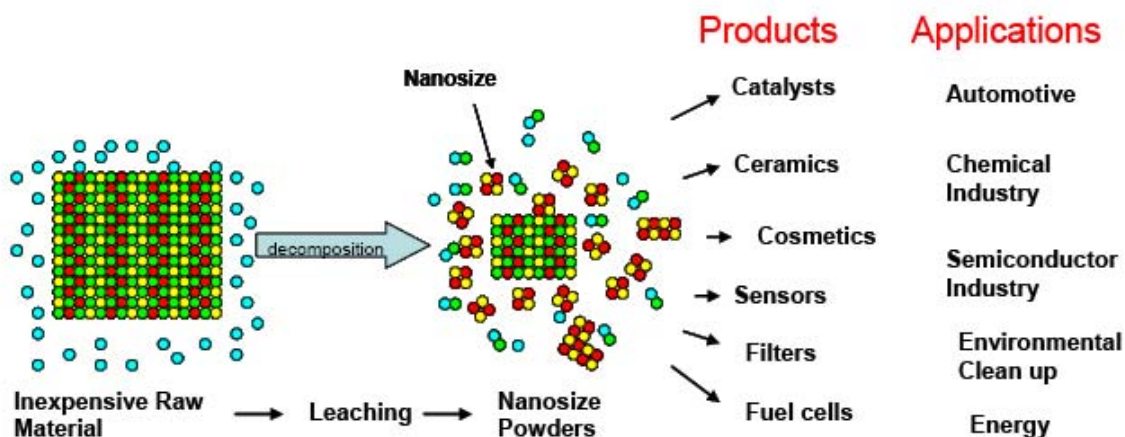 Products
Applications
Nanosize
Catalysts
Automotive
Ceramics
Chemical
Industry
decomposition
Cosmetics
Semiconductor
Industry
Sensors
Filters
Environmental
Clean up
Inexpensive Raw
Material
Leaching
Nanosize
Powders
Fuel cells
Energy